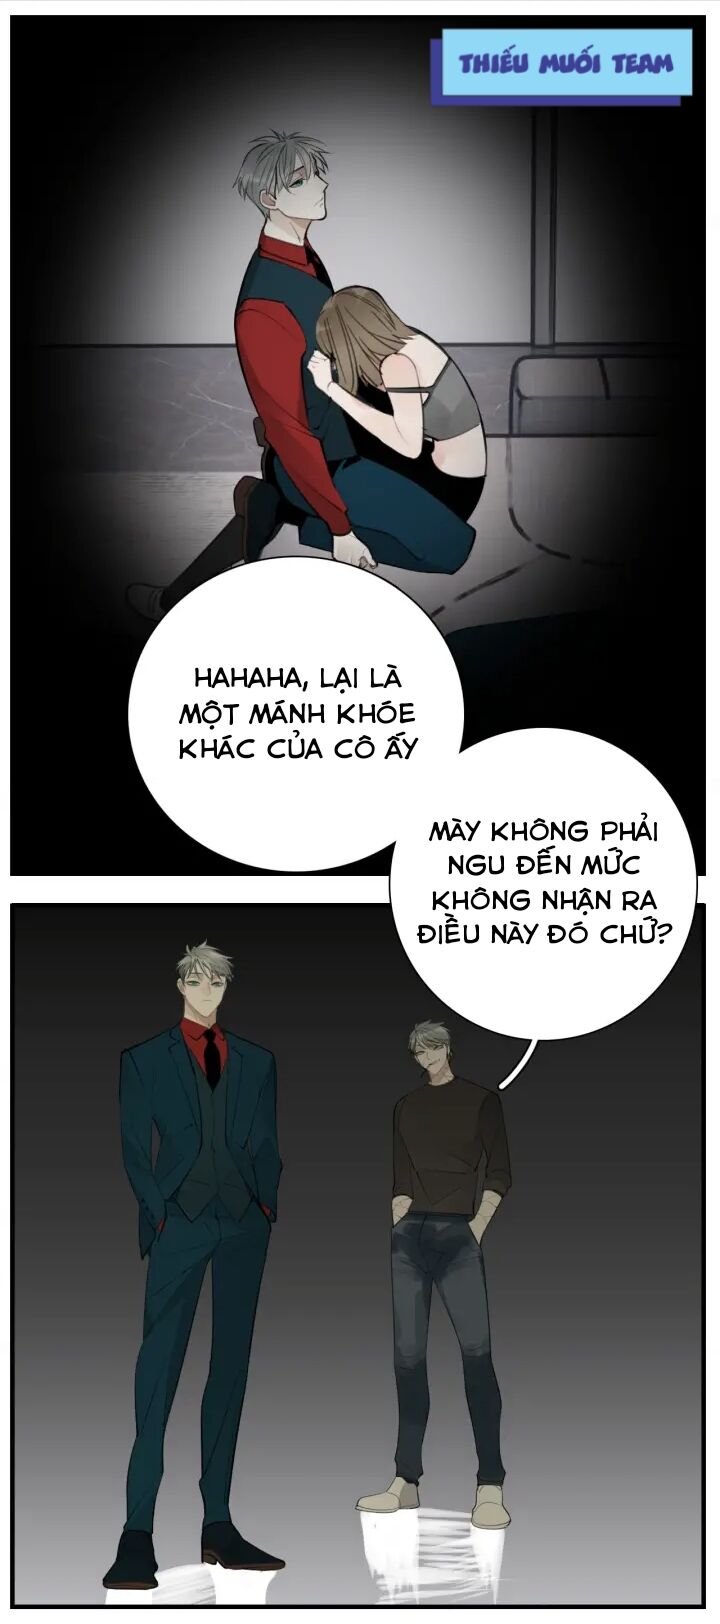 THIẾU MUỐI TEAM
HAHAHA, LẠI LÀ
MỘT MÁNH KHÓE
KHÁC CỦA CÔ ẤY
MÀY KHÔNG PHẢI
NGU ĐẾN MỨC
KHÔNG NHẬN RA
ĐIỀU NÀY ĐÓ CHỨ?